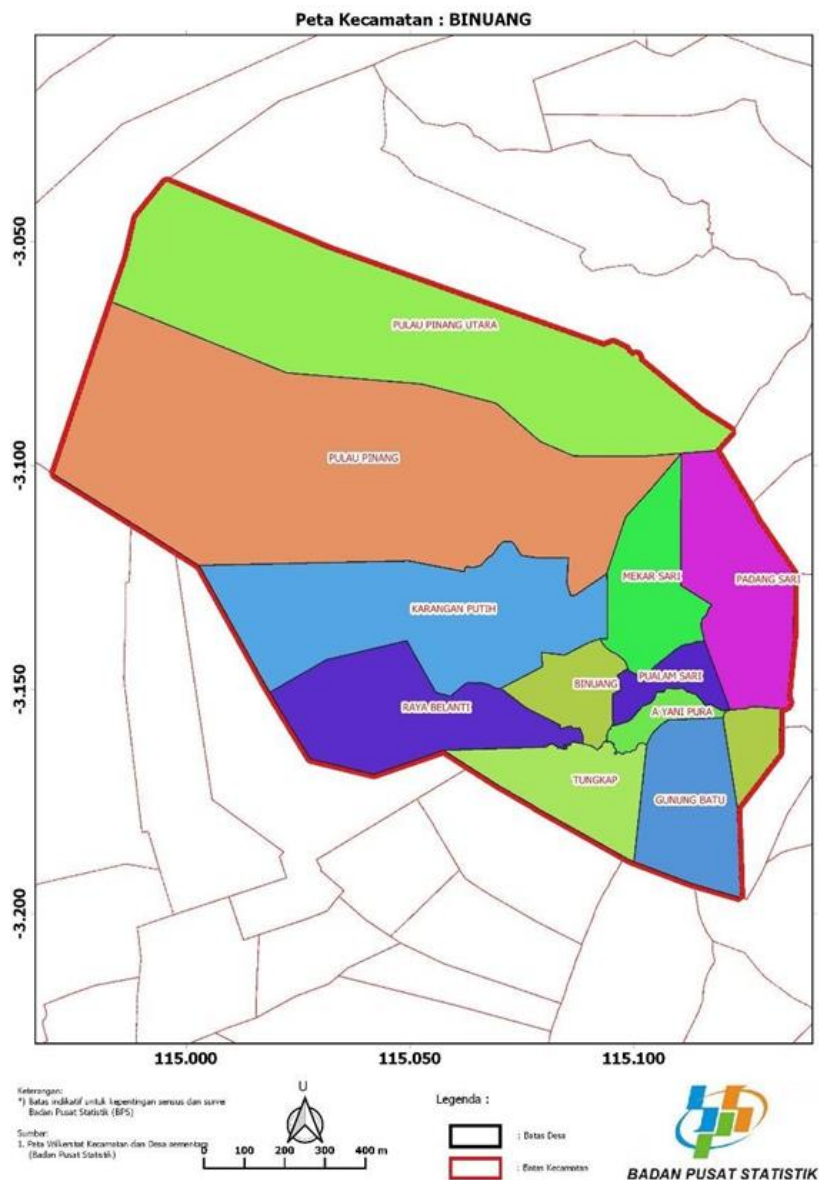 Peta Kecamatan : BINUANG
-3.050
PULAU PINANG UTARA
-3.100
PULAU PINANG
MEKAR SARI
PADANG SARI
KARANGAN PUTIH
-3.150
PUALAM SARI
BINUANG
RAYA BELANTI
A YANI PURA
TUNGKAP
GUNUNG BATU
-3.200
115.000
115.050
115.100
Keterangan:
*) Batas indikatif untuk kepentingan sensus dan survei
Badan Pusat Statistik (BPS)
Sumber:
1. Peta Wilkerstat Kecamatan dan Desa sementara
(Badan Pusat Statistik)
U
0 100 200 300 400 m
Legenda :
: Batas Desa
: Batas Kecamatan
BADAN PUSAT STATISTIK